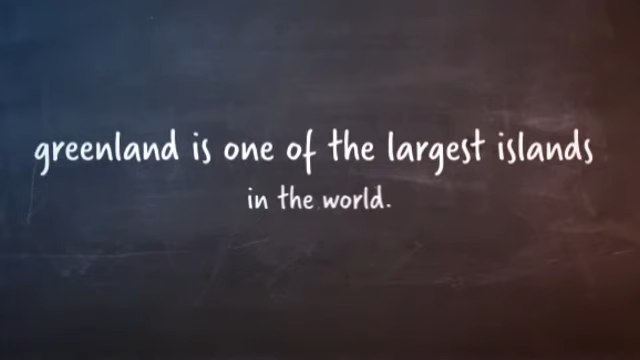 greenland is one of the largest islands
in the world.